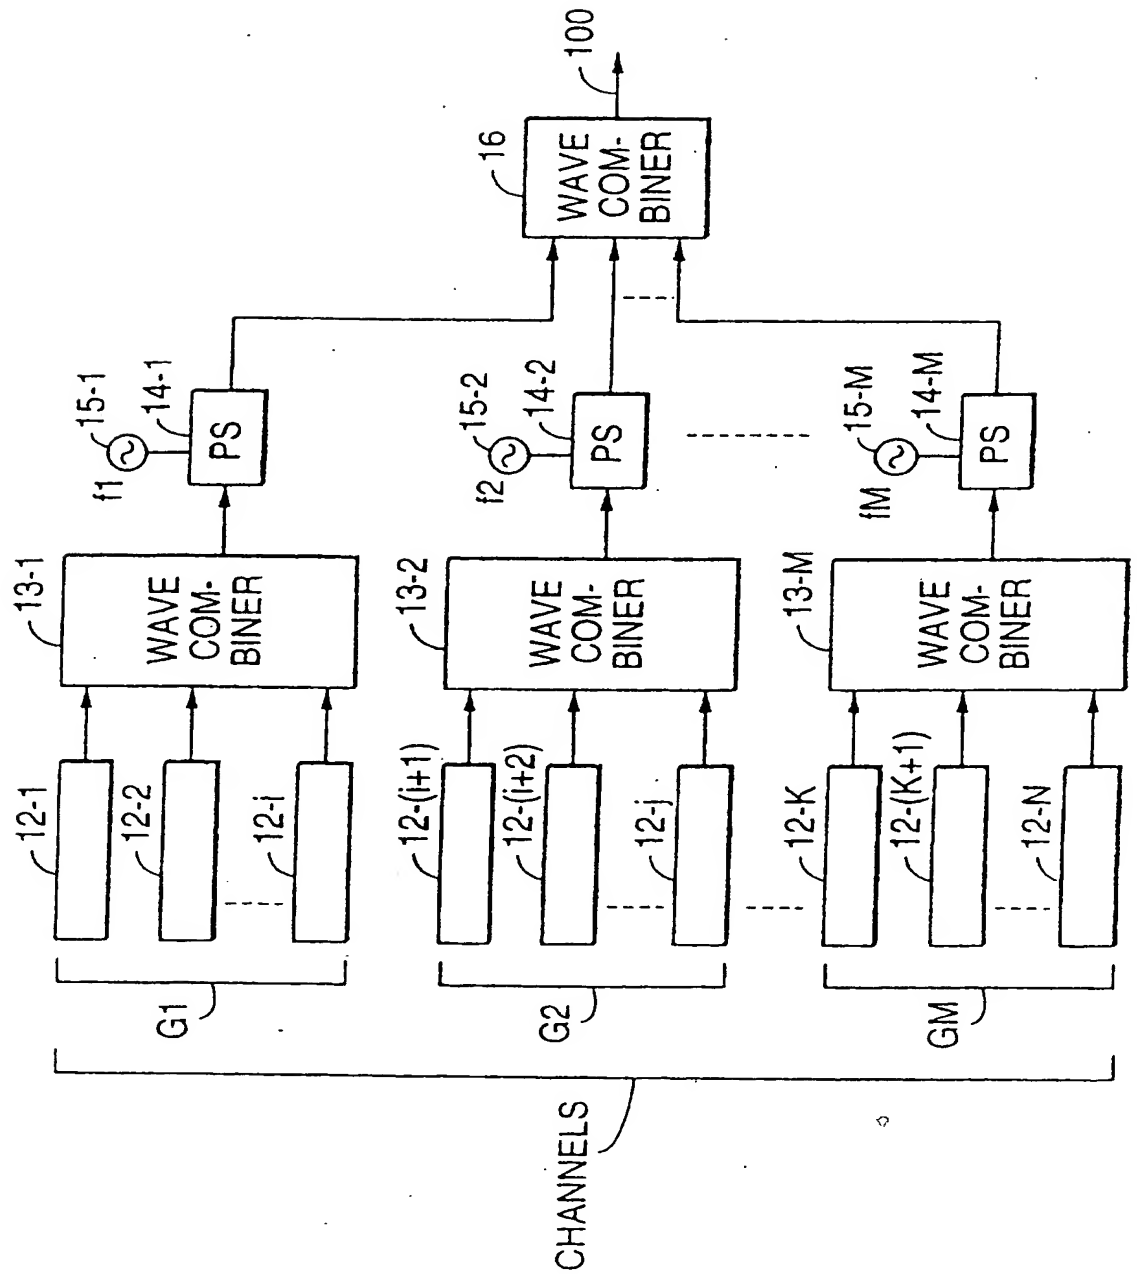 CHANNELS
G1
12-1
12-2
12-i
13-1
WAVE
COM-
BINER
f1
15-1
14-1
PS
G2
12-(i+1)
12-(i+2)
12-j
13-2
WAVE
COM-
BINER
f2
15-2
14-2
PS
GM
12-K
12-(K+1)
12-N
13-M
WAVE
COM-
BINER
fM
15-M
14-M
PS
16
WAVE
COM-
BINER
100